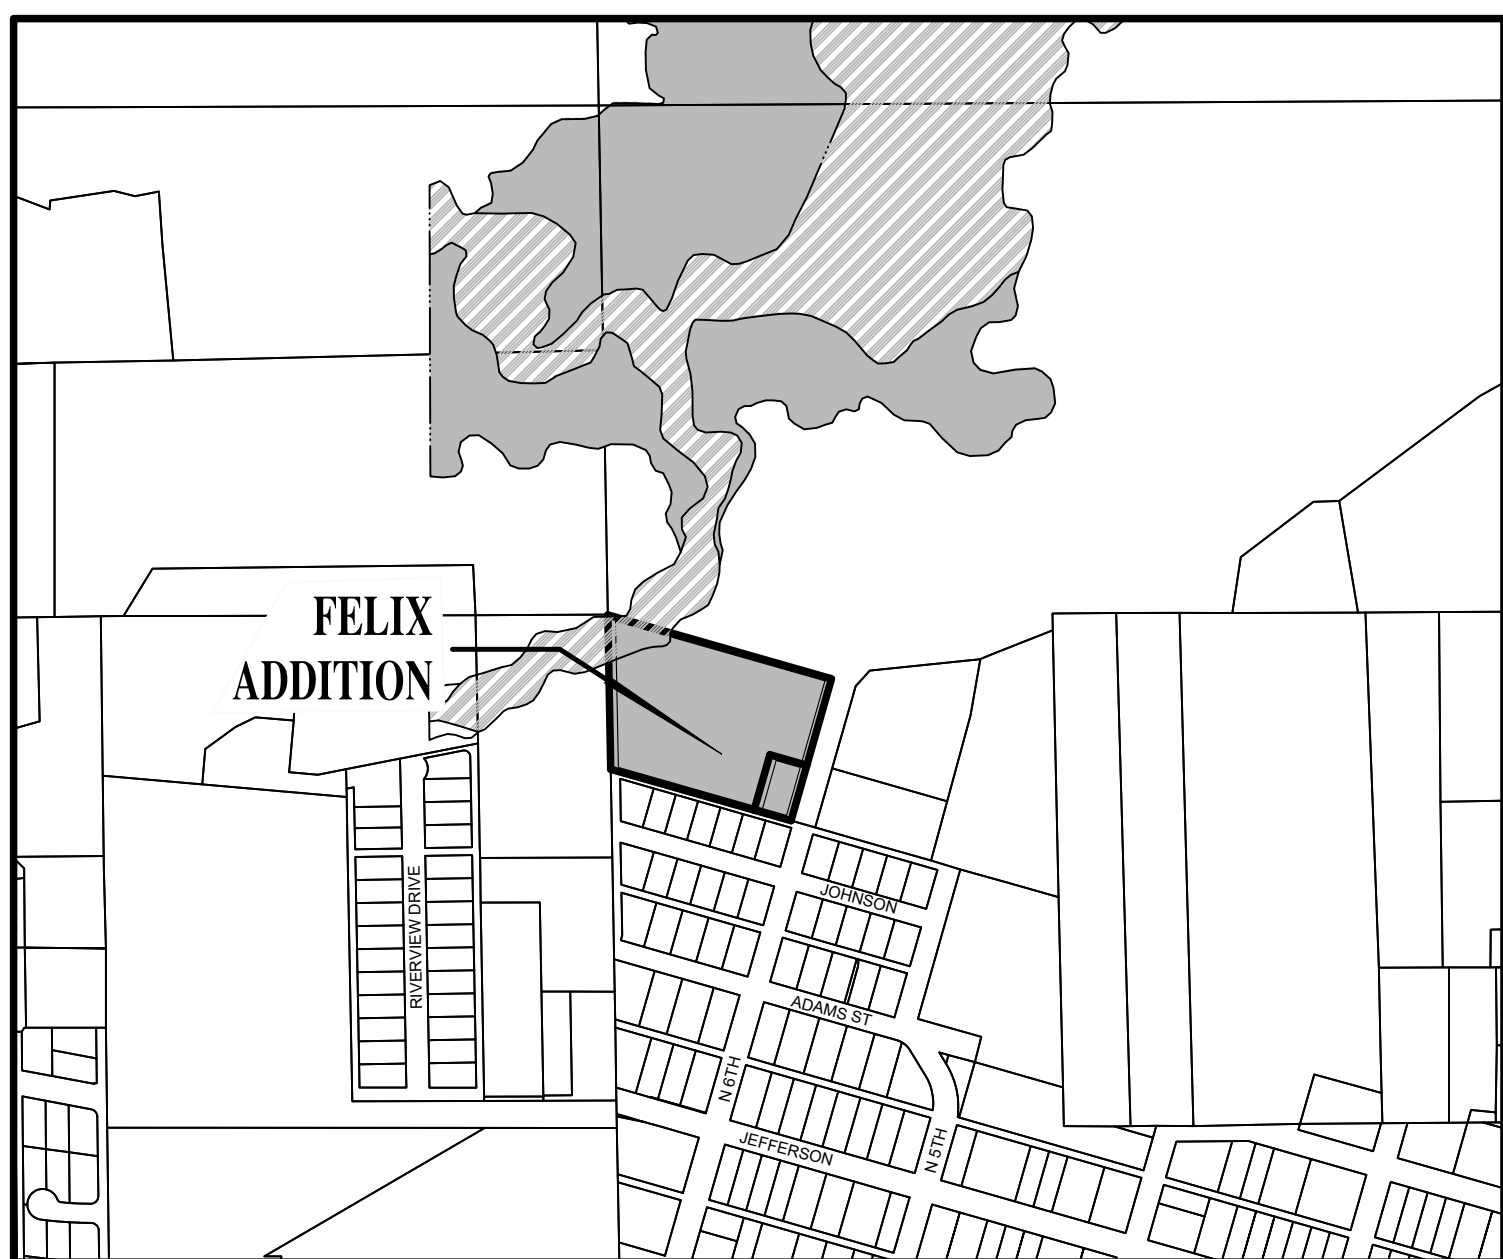 FELIX
ADDITION
RIVERVIEW DRIVE
JOHNSON
ADAMS ST
N 6TH
JEFFERSON
N 5TH